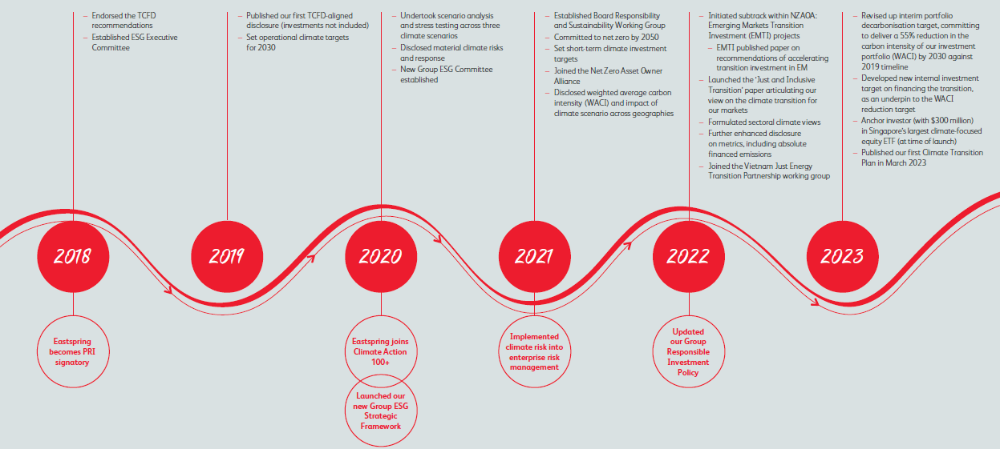 – Endorsed the TCFD
recommendations
– Established ESG Executive
Committee
– Published our first TCFD-aligned
disclosure (investments not included)
– Set operational climate targets
for 2030
– Undertook scenario analysis
and stress testing across three
climate scenarios
– Disclosed material climate risks
and response
– New Group ESG Committee
established
– Established Board Responsibility
and Sustainability Working Group
– Committed to net zero by 2050
– Set short-term climate investment
targets
– Joined the Net Zero Asset Owner
Alliance
– Disclosed weighted average carbon
intensity (WACI) and impact of
climate scenario across geographies
– Initiated subtrack within NZAOA:
Emerging Markets Transition
Investment (EMTI) projects
– EMTI published paper on
recommendations of accelerating
transition investment in EM
– Launched the ‘Just and Inclusive
Transition’ paper articulating our
view on the climate transition for
our markets
– Formulated sectoral climate views
– Further enhanced disclosure
on metrics, including absolute
financed emissions
– Joined the Vietnam Just Energy
Transition Partnership working group
– Revised up interim portfolio
decarbonisation target, committing
to deliver a 55% reduction in the
carbon intensity of our investment
portfolio (WACI) by 2030 against
2019 timeline
– Developed new internal investment
target on financing the transition,
as an underpin to the WACI
reduction target
– Anchor investor (with $300 million)
in Singapore’s largest climate-focused
equity ETF (at time of launch)
– Published our first Climate Transition
Plan in March 2023
2018
2019
2020
2021
2022
2023
Eastspring
becomes PRI
signatory
Eastspring joins
Climate Action
100+
Launched our
new Group ESG
Strategic
Framework
Implemented
climate risk into
enterprise risk
management
Updated
our Group
Responsible
Investment
Policy